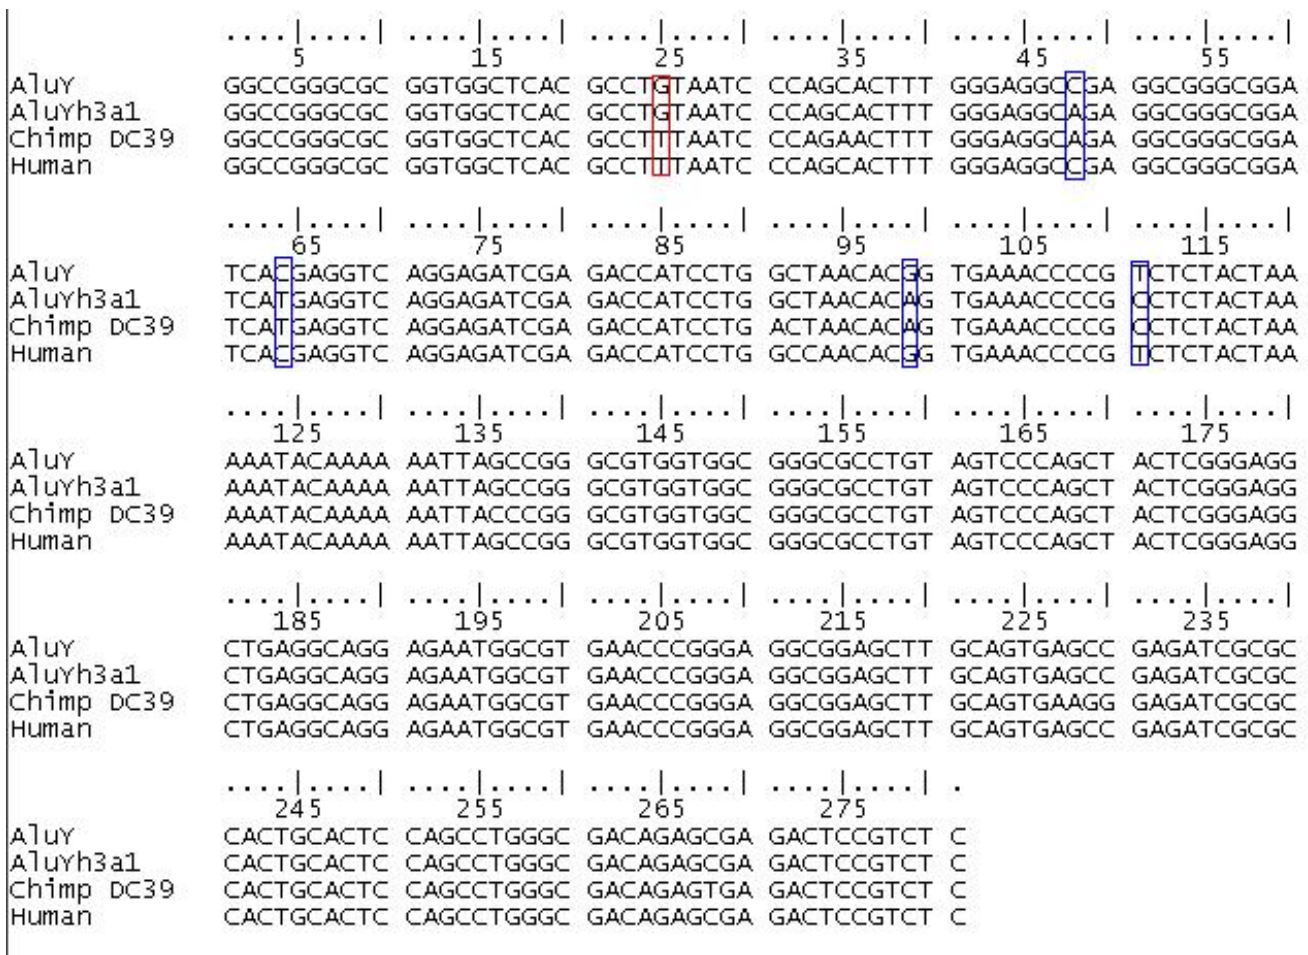 ....|....| ....|....| ....|....| ....|....| ....|....| ....|....|
5 15 25 35 45 55
AluY GGCCGGGCGC GGTGGCTCAC GCCTGTAATC CCAGCACTTT GGGAGGCCGA GGCGGGCGGA
AluYh3a1 GGCCGGGCGC GGTGGCTCAC GCCTGTAATC CCAGCACTTT GGGAGGCAGA GGCGGGCGGA
Chimp DC39 GGCCGGGCGC GGTGGCTCAC GCCTTTAATC CCAGAACTTT GGGAGGCAGA GGCGGGCGGA
Human GGCCGGGCGC GGTGGCTCAC GCCTTTAATC CCAGCACTTT GGGAGGCCGA GGCGGGCGGA
....|....| ....|....| ....|....| ....|....| ....|....| ....|....|
65 75 85 95 105 115
AluY TCACGAGGTC AGGAGATCGA GACCATCCTG GCTAACACGG TGAAACCCCG TCTCTACTAA
AluYh3a1 TCATGAGGTC AGGAGATCGA GACCATCCTG GCTAACACAG TGAAACCCCG CCTCTACTAA
Chimp DC39 TCATGAGGTC AGGAGATCGA GACCATCCTG ACTAACACAG TGAAACCCCG CCTCTACTAA
Human TCACGAGGTC AGGAGATCGA GACCATCCTG GCCAACACGG TGAAACCCCG TCTCTACTAA
....|....| ....|....| ....|....| ....|....| ....|....| ....|....|
125 135 145 155 165 175
AluY AAATACAAAA AATTAGCCGG GCGTGGTGGC GGGCGCCTGT AGTCCCAGCT ACTCGGGAGG
AluYh3a1 AAATACAAAA AATTAGCCGG GCGTGGTGGC GGGCGCCTGT AGTCCCAGCT ACTCGGGAGG
Chimp DC39 AAATACAAAA AATTACCCGG GCGTGGTGGC GGGCGCCTGT AGTCCCAGCT ACTCGGGAGG
Human AAATACAAAA AATTAGCCGG GCGTGGTGGC GGGCGCCTGT AGTCCCAGCT ACTCGGGAGG
....|....| ....|....| ....|....| ....|....| ....|....| ....|....|
185 195 205 215 225 235
AluY CTGAGGCAGG AGAATGGCGT GAACCCGGGA GGCGGAGCTT GCAGTGAGCC GAGATCGCGC
AluYh3a1 CTGAGGCAGG AGAATGGCGT GAACCCGGGA GGCGGAGCTT GCAGTGAGCC GAGATCGCGC
Chimp DC39 CTGAGGCAGG AGAATGGCGT GAACCCGGGA GGCGGAGCTT GCAGTGAAGG GAGATCGCGC
Human CTGAGGCAGG AGAATGGCGT GAACCCGGGA GGCGGAGCTT GCAGTGAGCC GAGATCGCGC
....|....| ....|....| ....|....| ....|....| .
245 255 265 275
AluY CACTGCACTC CAGCCTGGGC GACAGAGCGA GACTCCGTCT C
AluYh3a1 CACTGCACTC CAGCCTGGGC GACAGAGCGA GACTCCGTCT C
Chimp DC39 CACTGCACTC CAGCCTGGGC GACAGAGTGA GACTCCGTCT C
Human CACTGCACTC CAGCCTGGGC GACAGAGCGA GACTCCGTCT C